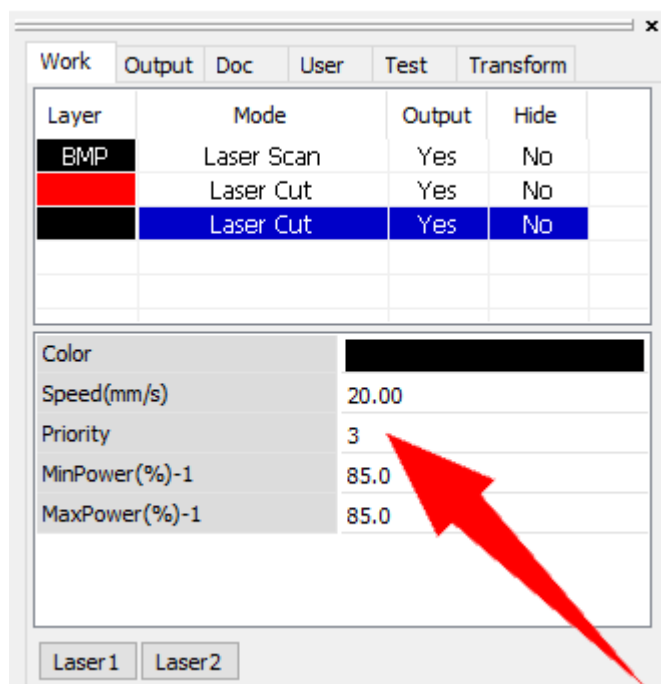 x
Work Output Doc User Test Transform
Layer Mode Output Hide
BMP Laser Scan Yes No
Laser Cut Yes No
Laser Cut Yes No
Color
Speed(mm/s) 20.00
Priority 3
MinPower(%)-1 85.0
MaxPower(%)-1 85.0
Laser1 Laser2